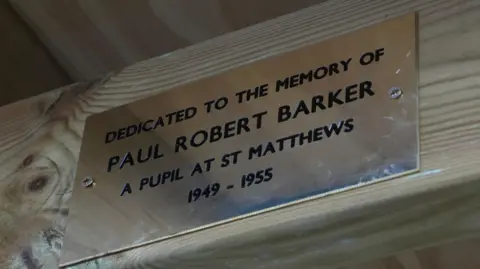 DEDICATED TO THE MEMORY OF
PAUL ROBERT BARKER
A PUPIL AT ST MATTHEWS
1949 - 1955